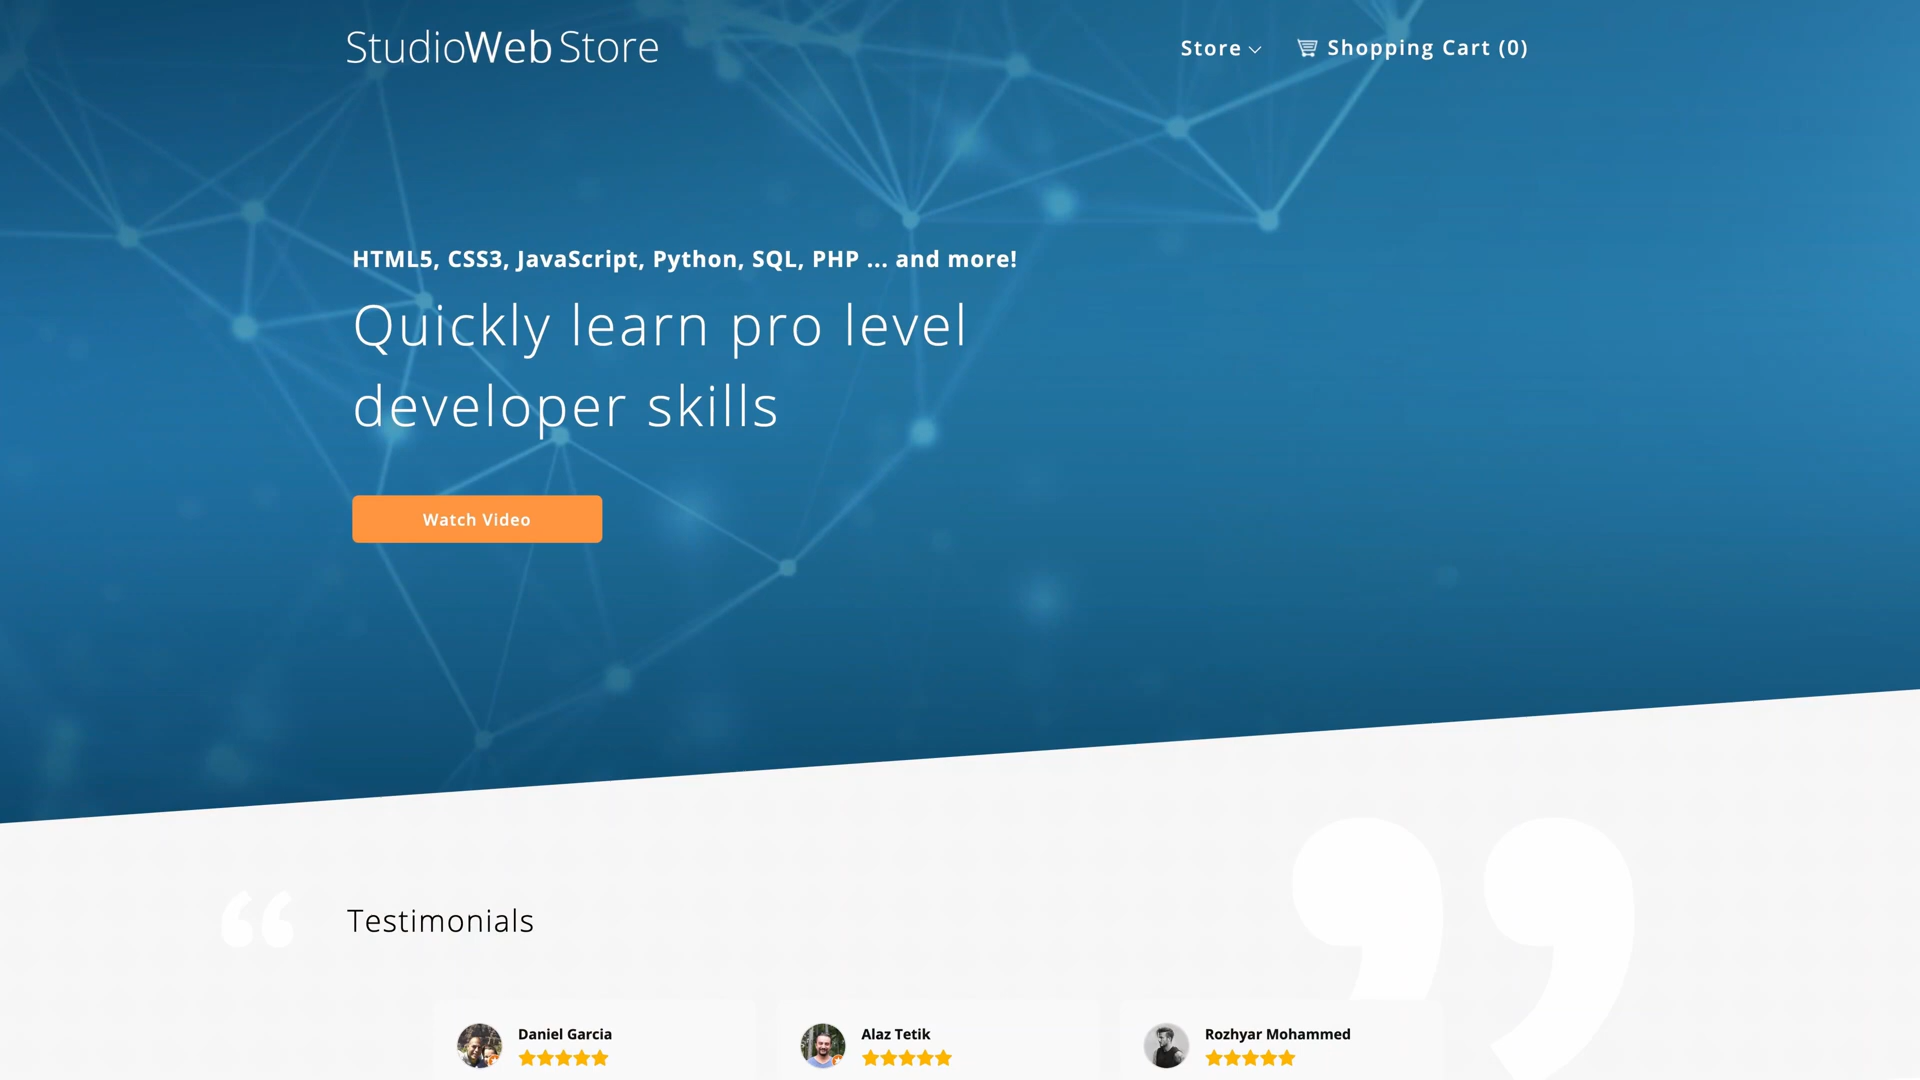 StudioWeb Store
Store
Shopping Cart (0)
HTML5, CSS3, JavaScript, Python, SQL, PHP ... and more!
Quickly learn pro level
developer skills
Watch Video
Testimonials
Daniel Garcia
Alaz Tetik
Rozhyar Mohammed